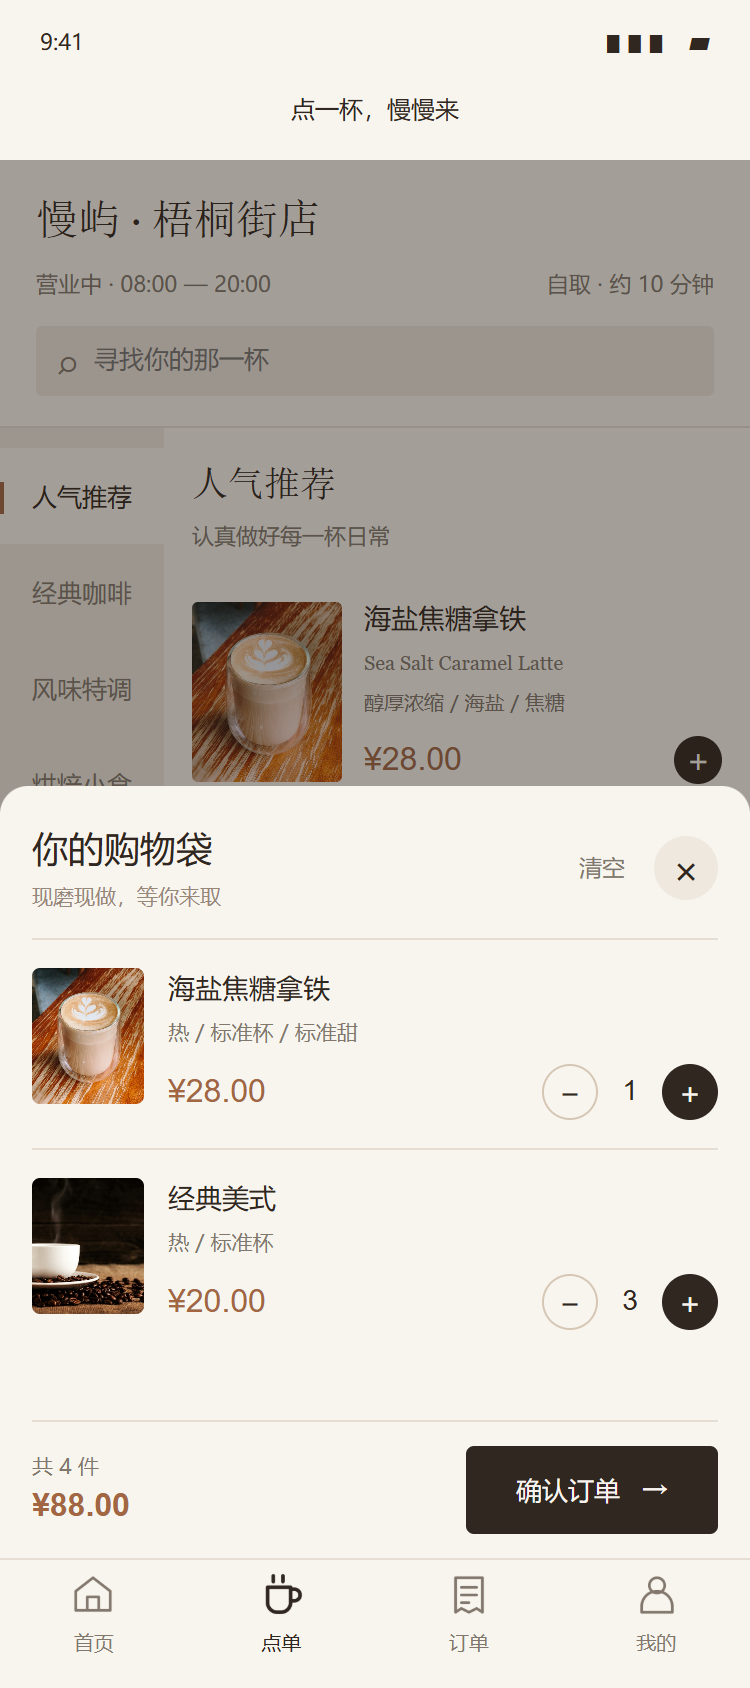 9:41
点一杯，慢慢来
慢屿 · 梧桐街店
营业中 · 08:00 — 20:00
自取 · 约 10 分钟
寻找你的那一杯
人气推荐
经典咖啡
风味特调
烘焙小食
人气推荐
认真做好每一杯日常
海盐焦糖拿铁
Sea Salt Caramel Latte
醇厚浓缩 / 海盐 / 焦糖
¥28.00
+
你的购物袋
现磨现做，等你来取
清空
×
海盐焦糖拿铁
热 / 标准杯 / 标准甜
¥28.00
− 1 +
经典美式
热 / 标准杯
¥20.00
− 3 +
共 4 件
¥88.00
确认订单 →
首页
点单
订单
我的